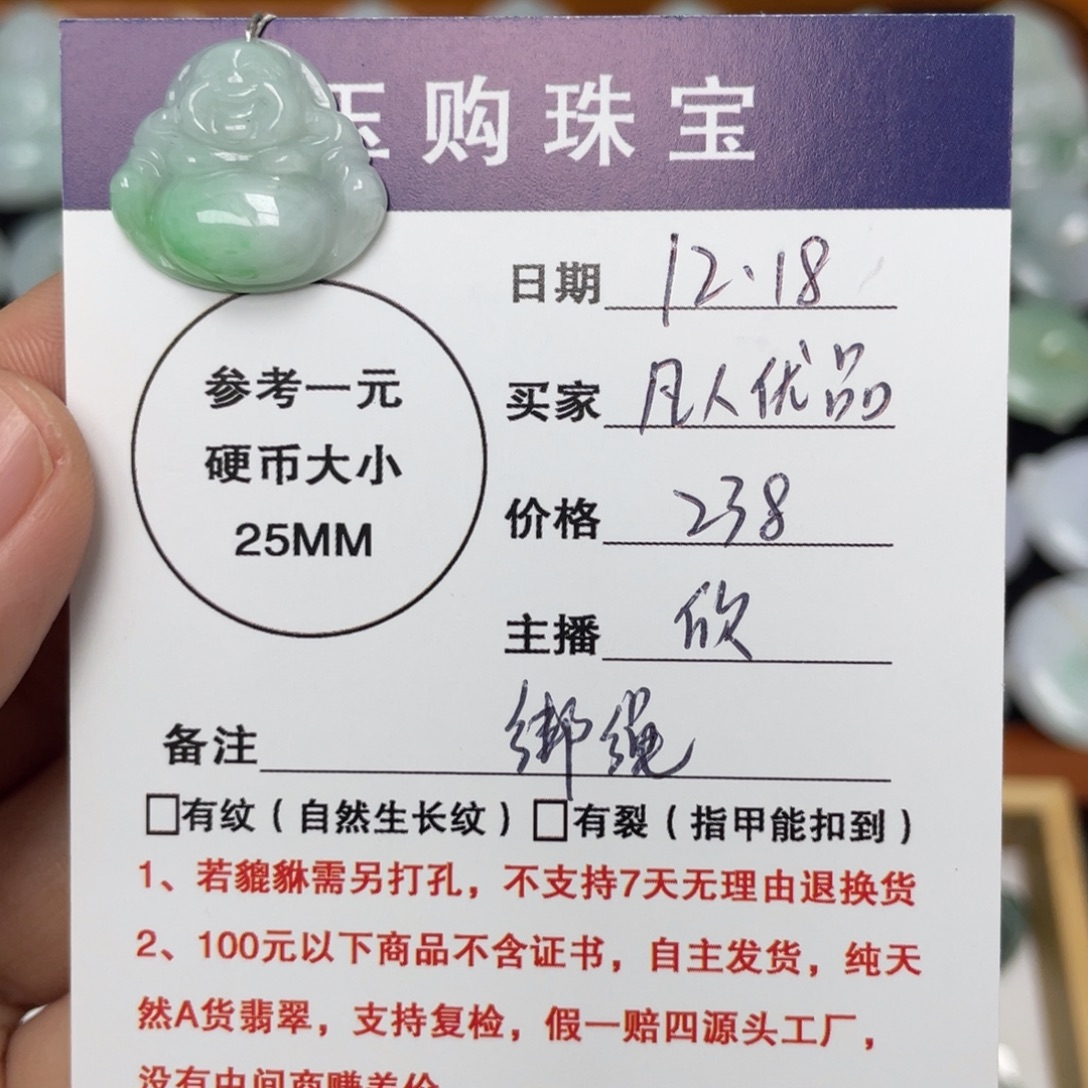 玉购珠宝
日期 12.18
参考一元
硬币大小
25MM
买家 凡人优品
价格 238
主播 欣
备注 绑绳
□有纹（自然生长纹）□有裂（指甲能扣到）
1、若貔貅需另打孔，不支持7天无理由退换货
2、100元以下商品不含证书，自主发货，纯天
然A货翡翠，支持复检，假一赔四源头工厂，
没有中间商赚差价